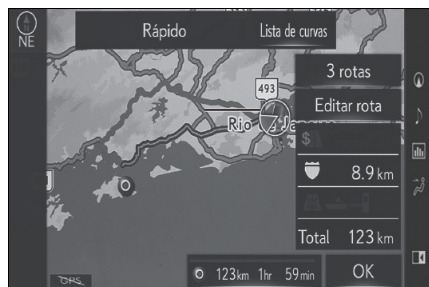 NE
Rápido
Lista de curvas
3 rotas
493
Editar rota
Rio
8.9 km
Total 123 km
123km 1hr 59min
OK
GPS